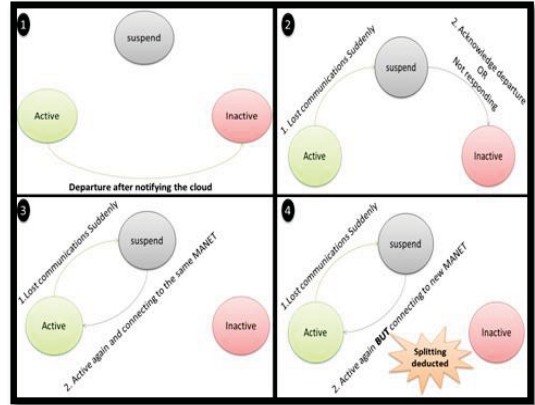 1
suspend
Active
Inactive
Departure after notifying the cloud
2
1. Lost communications Suddenly
suspend
2. Acknowledge departure
OR
Not responding
Active
Inactive
3
1.Lost communications Suddenly
suspend
2. Active again and connecting to the same MANET
Active
Inactive
4
1.Lost communications Suddenly
suspend
2. Active again BUT connecting to new MANET
Active
Inactive
Splitting
deducted